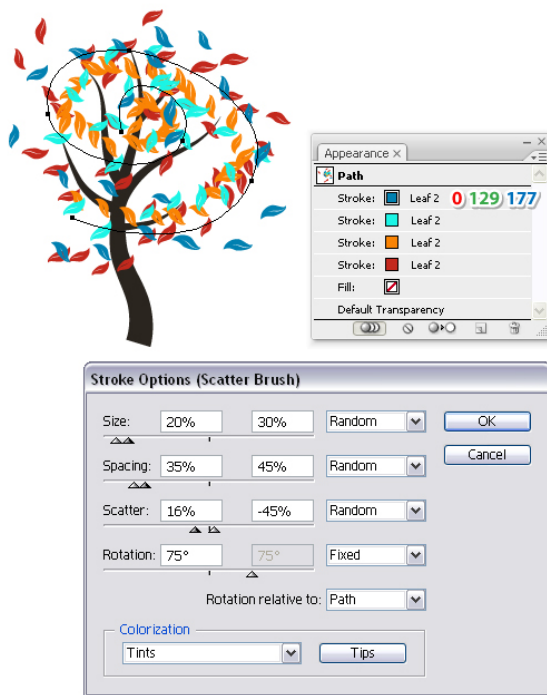 Appearance ×
Path
Stroke: Leaf 2 0 129 177
Stroke: Leaf 2
Stroke: Leaf 2
Stroke: Leaf 2
Fill:
Default Transparency
Stroke Options (Scatter Brush)
Size: 20% 30% Random OK
Cancel
Spacing: 35% 45% Random
Scatter: 16% -45% Random
Rotation: 75° 75° Fixed
Rotation relative to: Path
Colorization
Tints Tips